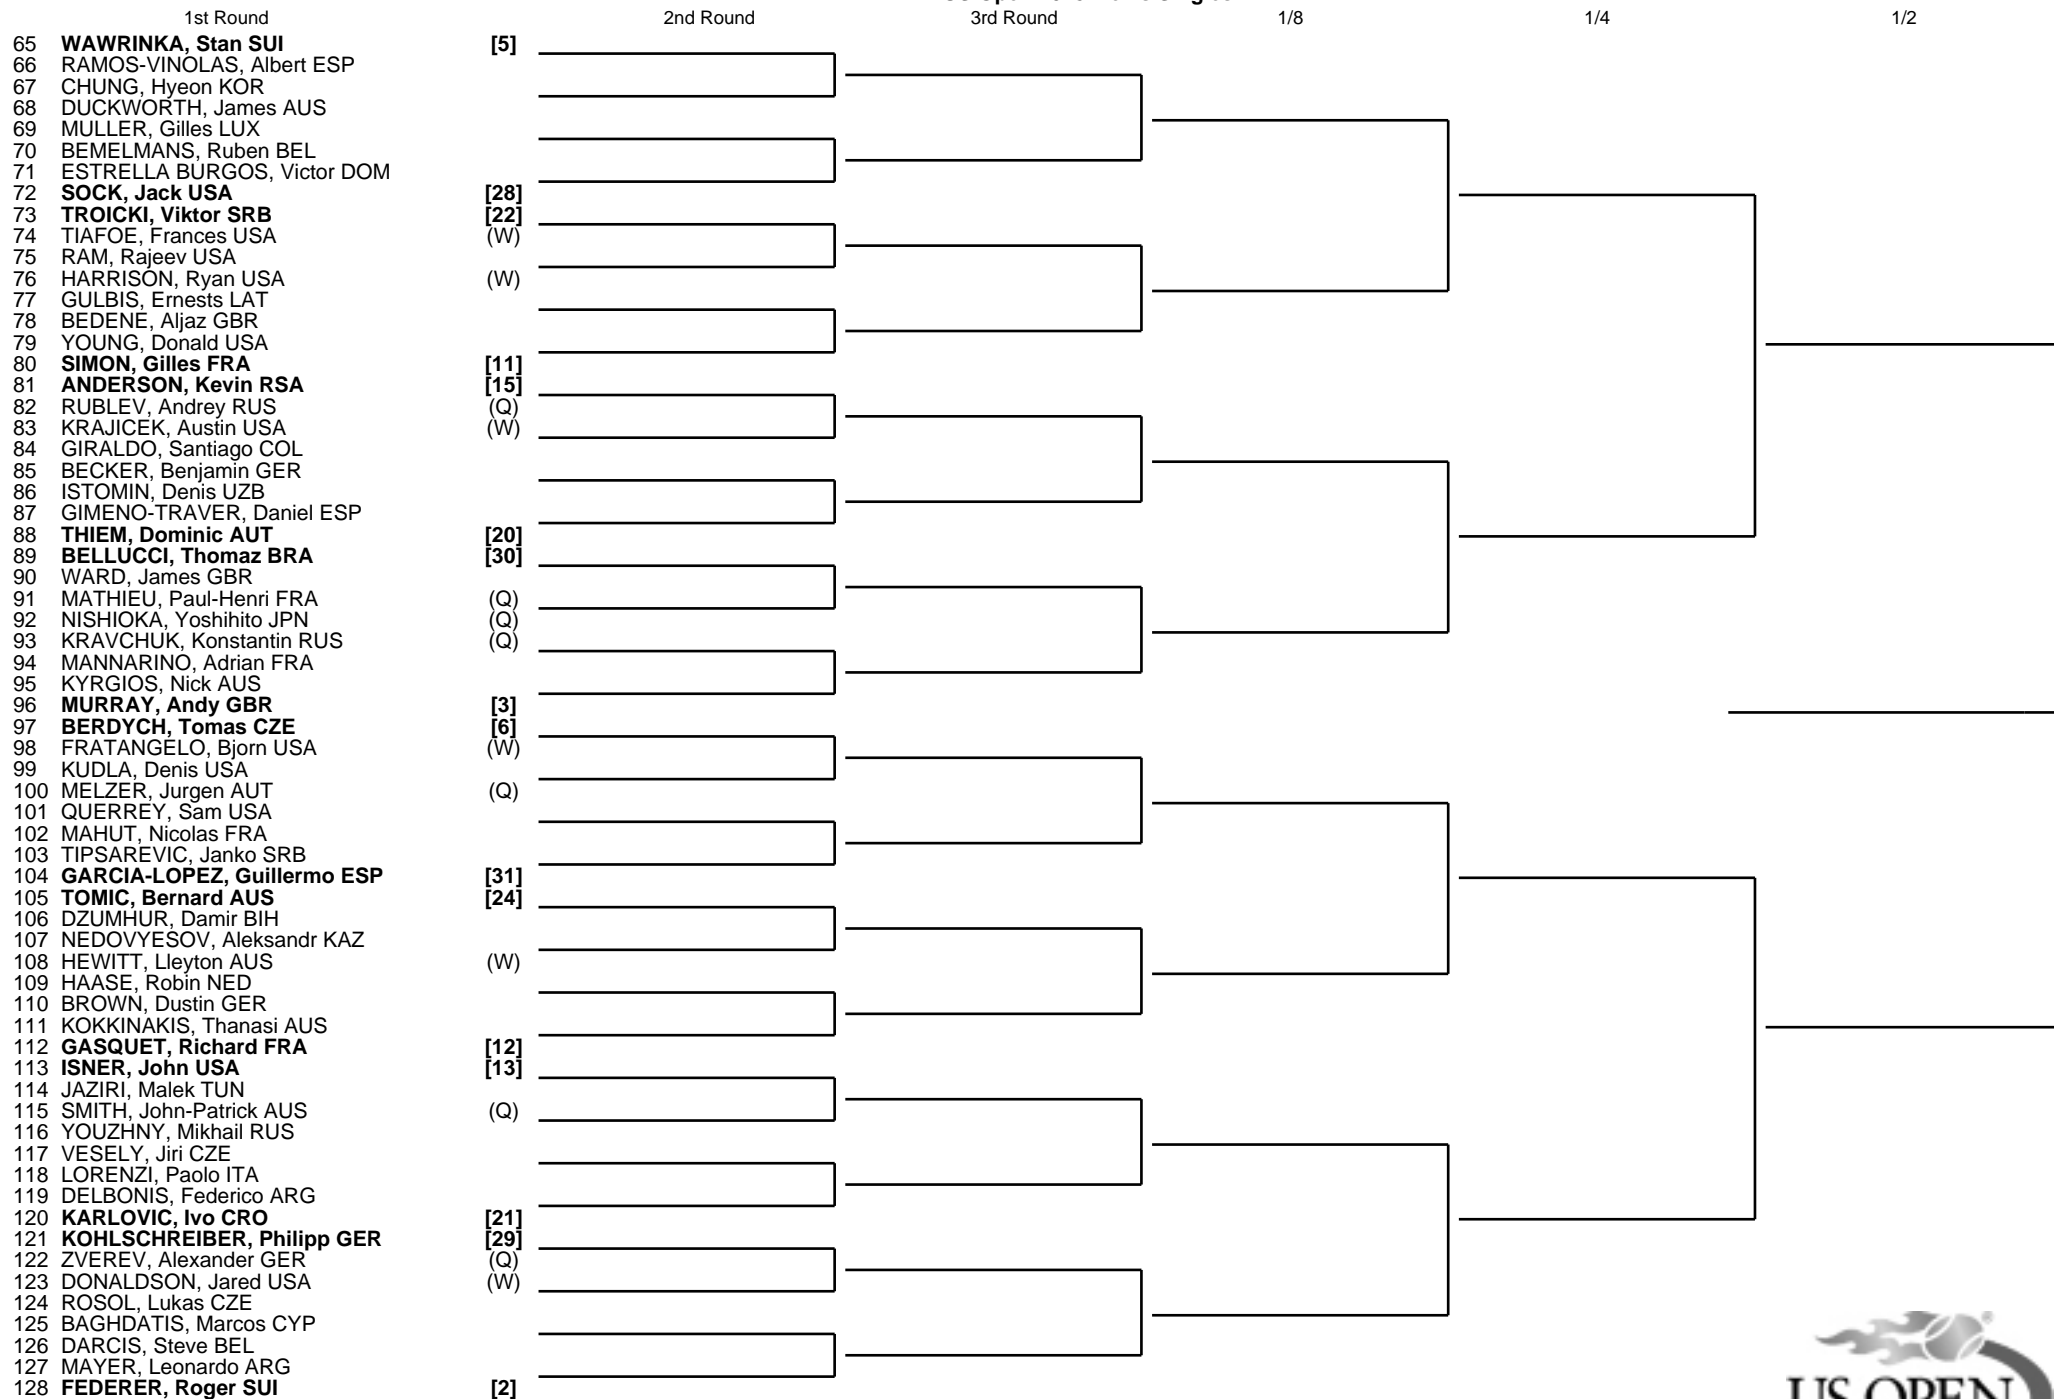 1st Round 2nd Round 3rd Round 1/8 1/4 1/2
65 WAWRINKA, Stan SUI [5]
66 RAMOS-VINOLAS, Albert ESP
67 CHUNG, Hyeon KOR
68 DUCKWORTH, James AUS
69 MULLER, Gilles LUX
70 BEMELMANS, Ruben BEL
71 ESTRELLA BURGOS, Victor DOM
72 SOCK, Jack USA [28]
73 TROICKI, Viktor SRB [22]
74 TIAFOE, Frances USA (W)
75 RAM, Rajeev USA
76 HARRISON, Ryan USA (W)
77 GULBIS, Ernests LAT
78 BEDENE, Aljaz GBR
79 YOUNG, Donald USA
80 SIMON, Gilles FRA [11]
81 ANDERSON, Kevin RSA [15]
82 RUBLEV, Andrey RUS (Q)
83 KRAJICEK, Austin USA (W)
84 GIRALDO, Santiago COL
85 BECKER, Benjamin GER
86 ISTOMIN, Denis UZB
87 GIMENO-TRAVER, Daniel ESP
88 THIEM, Dominic AUT [20]
89 BELLUCCI, Thomaz BRA [30]
90 WARD, James GBR
91 MATHIEU, Paul-Henri FRA (Q)
92 NISHIOKA, Yoshihito JPN (Q)
93 KRAVCHUK, Konstantin RUS (Q)
94 MANNARINO, Adrian FRA
95 KYRGIOS, Nick AUS
96 MURRAY, Andy GBR [3]
97 BERDYCH, Tomas CZE [6]
98 FRATANGELO, Bjorn USA (W)
99 KUDLA, Denis USA
100 MELZER, Jurgen AUT (Q)
101 QUERREY, Sam USA
102 MAHUT, Nicolas FRA
103 TIPSAREVIC, Janko SRB
104 GARCIA-LOPEZ, Guillermo ESP [31]
105 TOMIC, Bernard AUS [24]
106 DZUMHUR, Damir BIH
107 NEDOVYESOV, Aleksandr KAZ
108 HEWITT, Lleyton AUS (W)
109 HAASE, Robin NED
110 BROWN, Dustin GER
111 KOKKINAKIS, Thanasi AUS
112 GASQUET, Richard FRA [12]
113 ISNER, John USA [13]
114 JAZIRI, Malek TUN
115 SMITH, John-Patrick AUS (Q)
116 YOUZHNY, Mikhail RUS
117 VESELY, Jiri CZE
118 LORENZI, Paolo ITA
119 DELBONIS, Federico ARG
120 KARLOVIC, Ivo CRO [21]
121 KOHLSCHREIBER, Philipp GER [29]
122 ZVEREV, Alexander GER (Q)
123 DONALDSON, Jared USA (W)
124 ROSOL, Lukas CZE
125 BAGHDATIS, Marcos CYP
126 DARCIS, Steve BEL
127 MAYER, Leonardo ARG
128 FEDERER, Roger SUI [2]
US OPEN